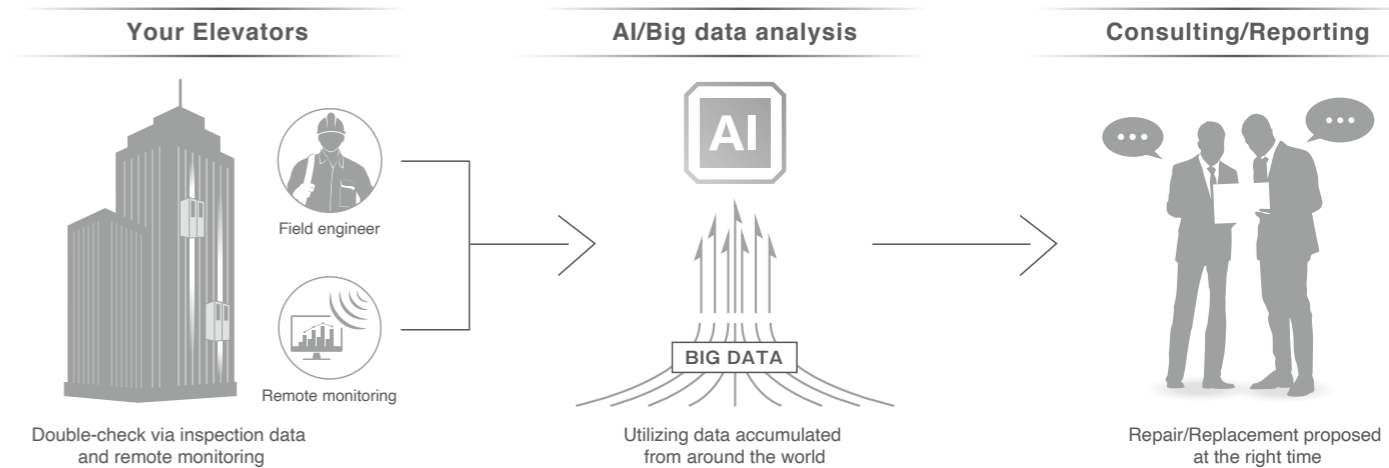 Your Elevators
Field engineer
Remote monitoring
Double-check via inspection data
and remote monitoring
AI/Big data analysis
AI
BIG DATA
Utilizing data accumulated
from around the world
Consulting/Reporting
Repair/Replacement proposed
at the right time